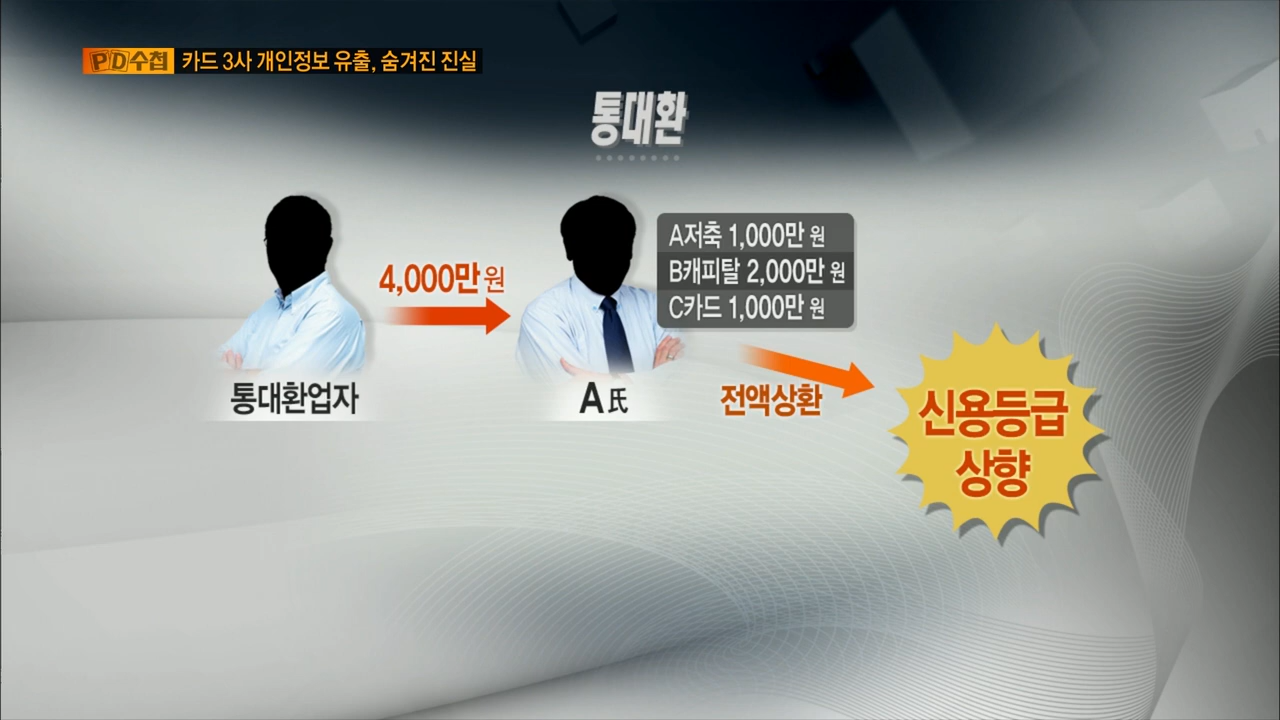 PD수첩 카드 3사 개인정보 유출, 숨겨진 진실
통대환
4,000만 원
A저축 1,000만 원
B캐피탈 2,000만 원
C카드 1,000만 원
통대환업자
A氏
전액상환
신용등급
상향